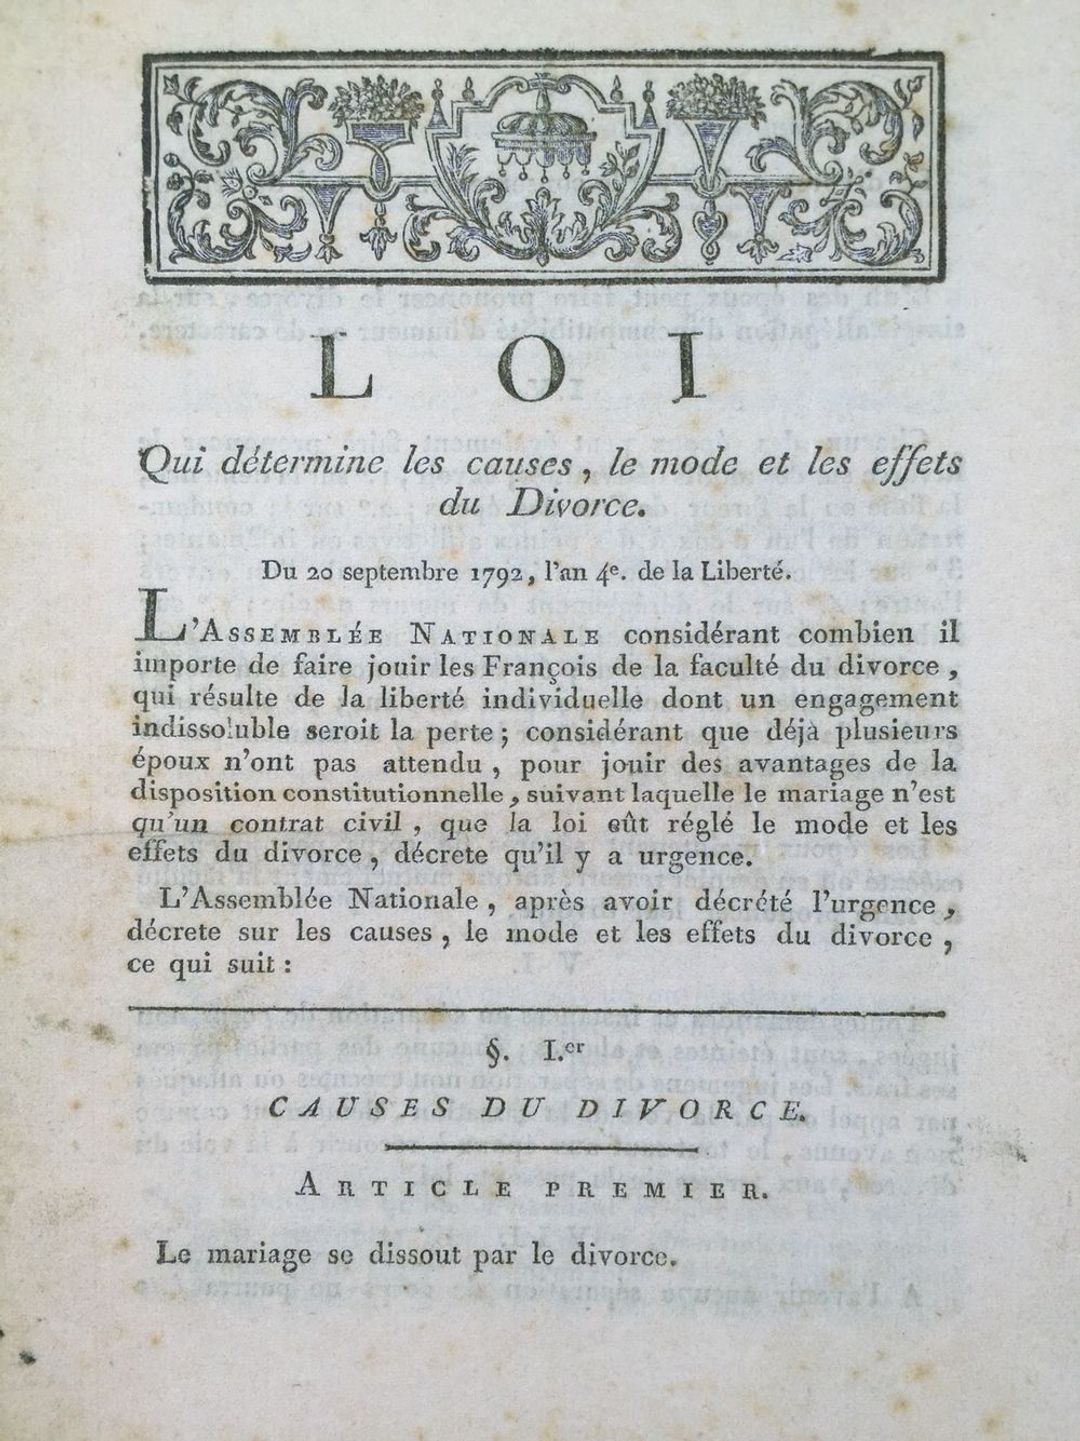 LOI
Qui détermine les causes, le mode et les effets
du Divorce.
Du 20 septembre 1792, l'an 4e. de la Liberté.
L'ASSEMBLÉE NATIONALE considérant combien il
importe de faire jouir les François de la faculté du divorce,
qui résulte de la liberté individuelle dont un engagement
indissoluble seroit la perte; considérant que déjà plusieurs
époux n'ont pas attendu, pour jouir des avantages de la
disposition constitutionnelle, suivant laquelle le mariage n'est
qu'un contrat civil, que la loi eût réglé le mode et les
effets du divorce, décrete qu'il y a urgence.
L'Assemblée Nationale, après avoir décrété l'urgence,
décrete sur les causes, le mode et les effets du divorce,
ce qui suit:
§. I.er
CAUSES DU DIVORCE.
ARTICLE PREMIER.
Le mariage se dissout par le divorce.